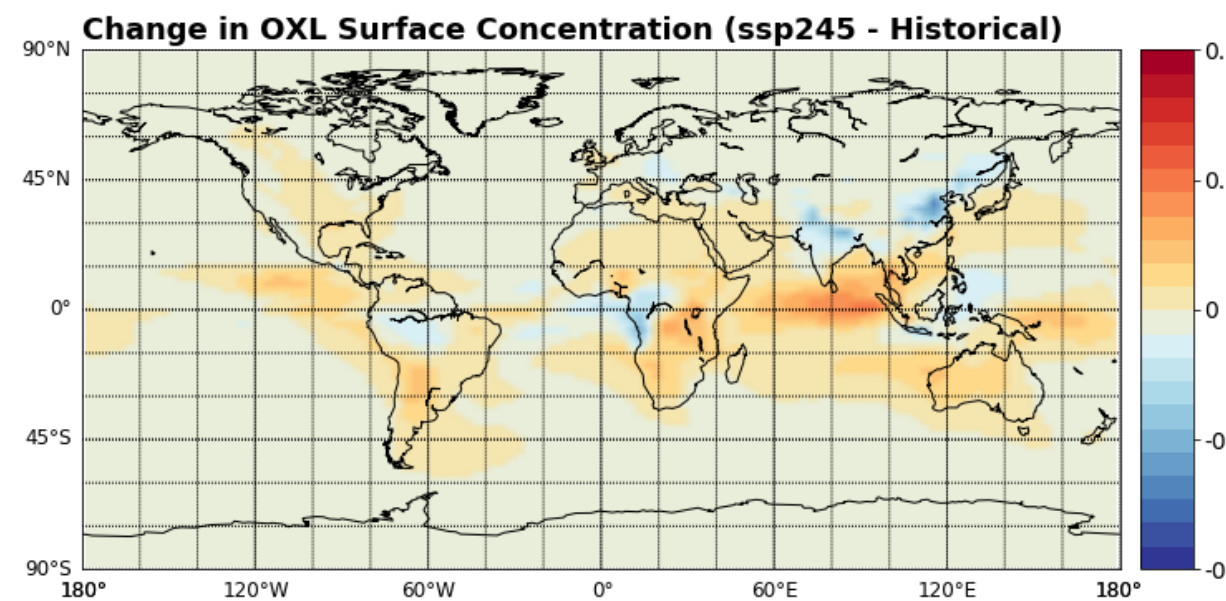 Change in OXL Surface Concentration (ssp245 - Historical)
90°N
45°N
0°
45°S
90°S
180°
120°W
60°W
0°
60°E
120°E
180°
0.
0.
0
-0
-0